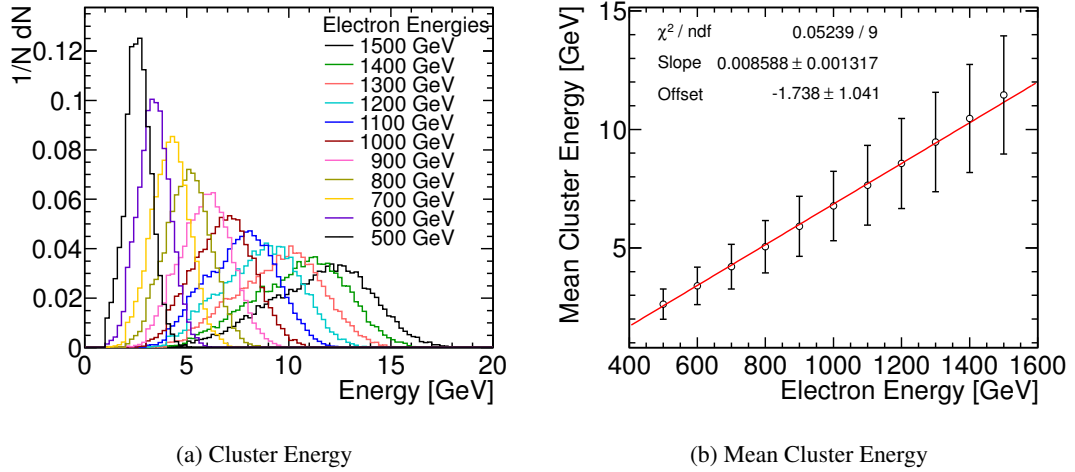 1/N dN
0.12
0.1
0.08
0.06
0.04
0.02
0
0 5 10 15 20
Energy [GeV]
Electron Energies
1500 GeV
1400 GeV
1300 GeV
1200 GeV
1100 GeV
1000 GeV
900 GeV
800 GeV
700 GeV
600 GeV
500 GeV
(a) Cluster Energy
Mean Cluster Energy [GeV]
15
10
5
χ² / ndf 0.05239 / 9
Slope 0.008588 ± 0.001317
Offset -1.738 ± 1.041
400 600 800 1000 1200 1400 1600
Electron Energy [GeV]
(b) Mean Cluster Energy